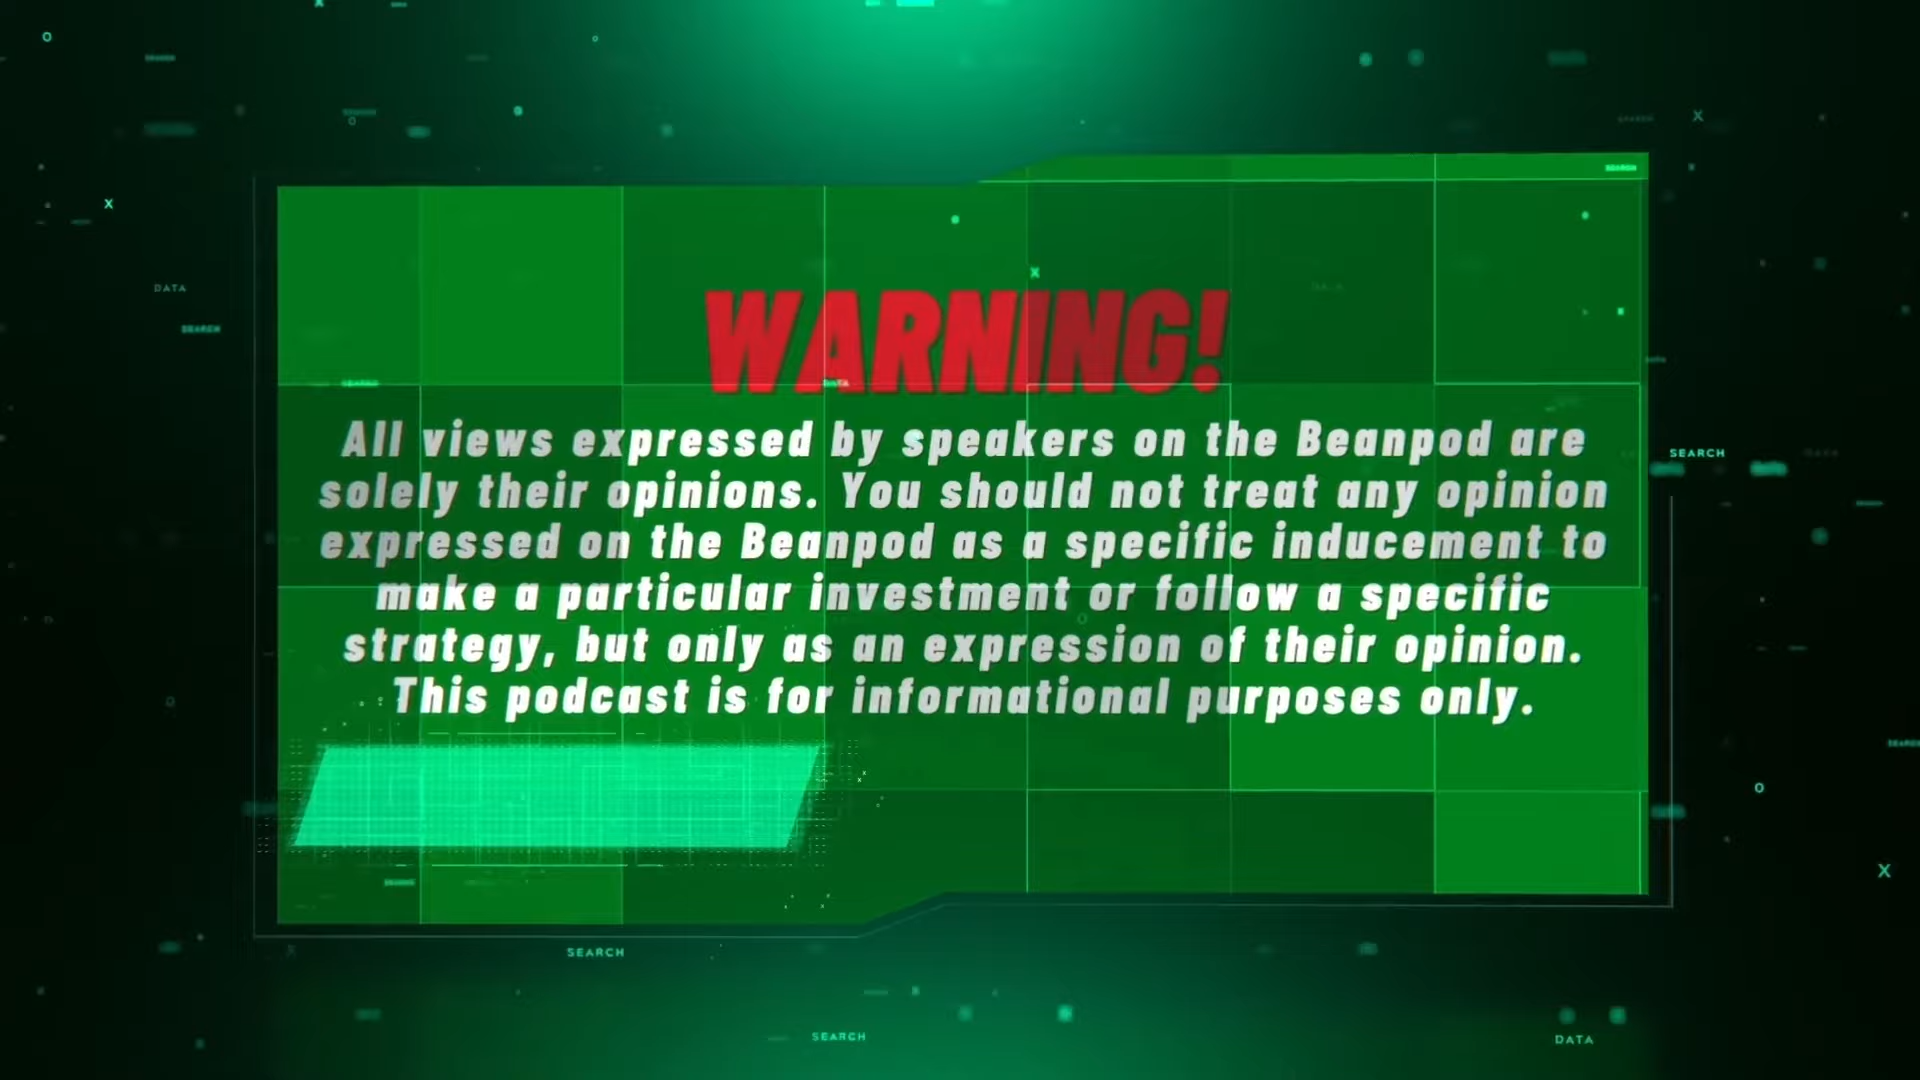 SEARCH
DATA
SEARCH
WARNING!
DATA
All views expressed by speakers on the Beanpod are
solely their opinions. You should not treat any opinion
SEARCH
expressed on the Beanpod as a specific inducement to
make a particular investment or follow a specific
strategy, but only as an expression of their opinion.
This podcast is for informational purposes only.
SEARCH
SEARCH
DATA